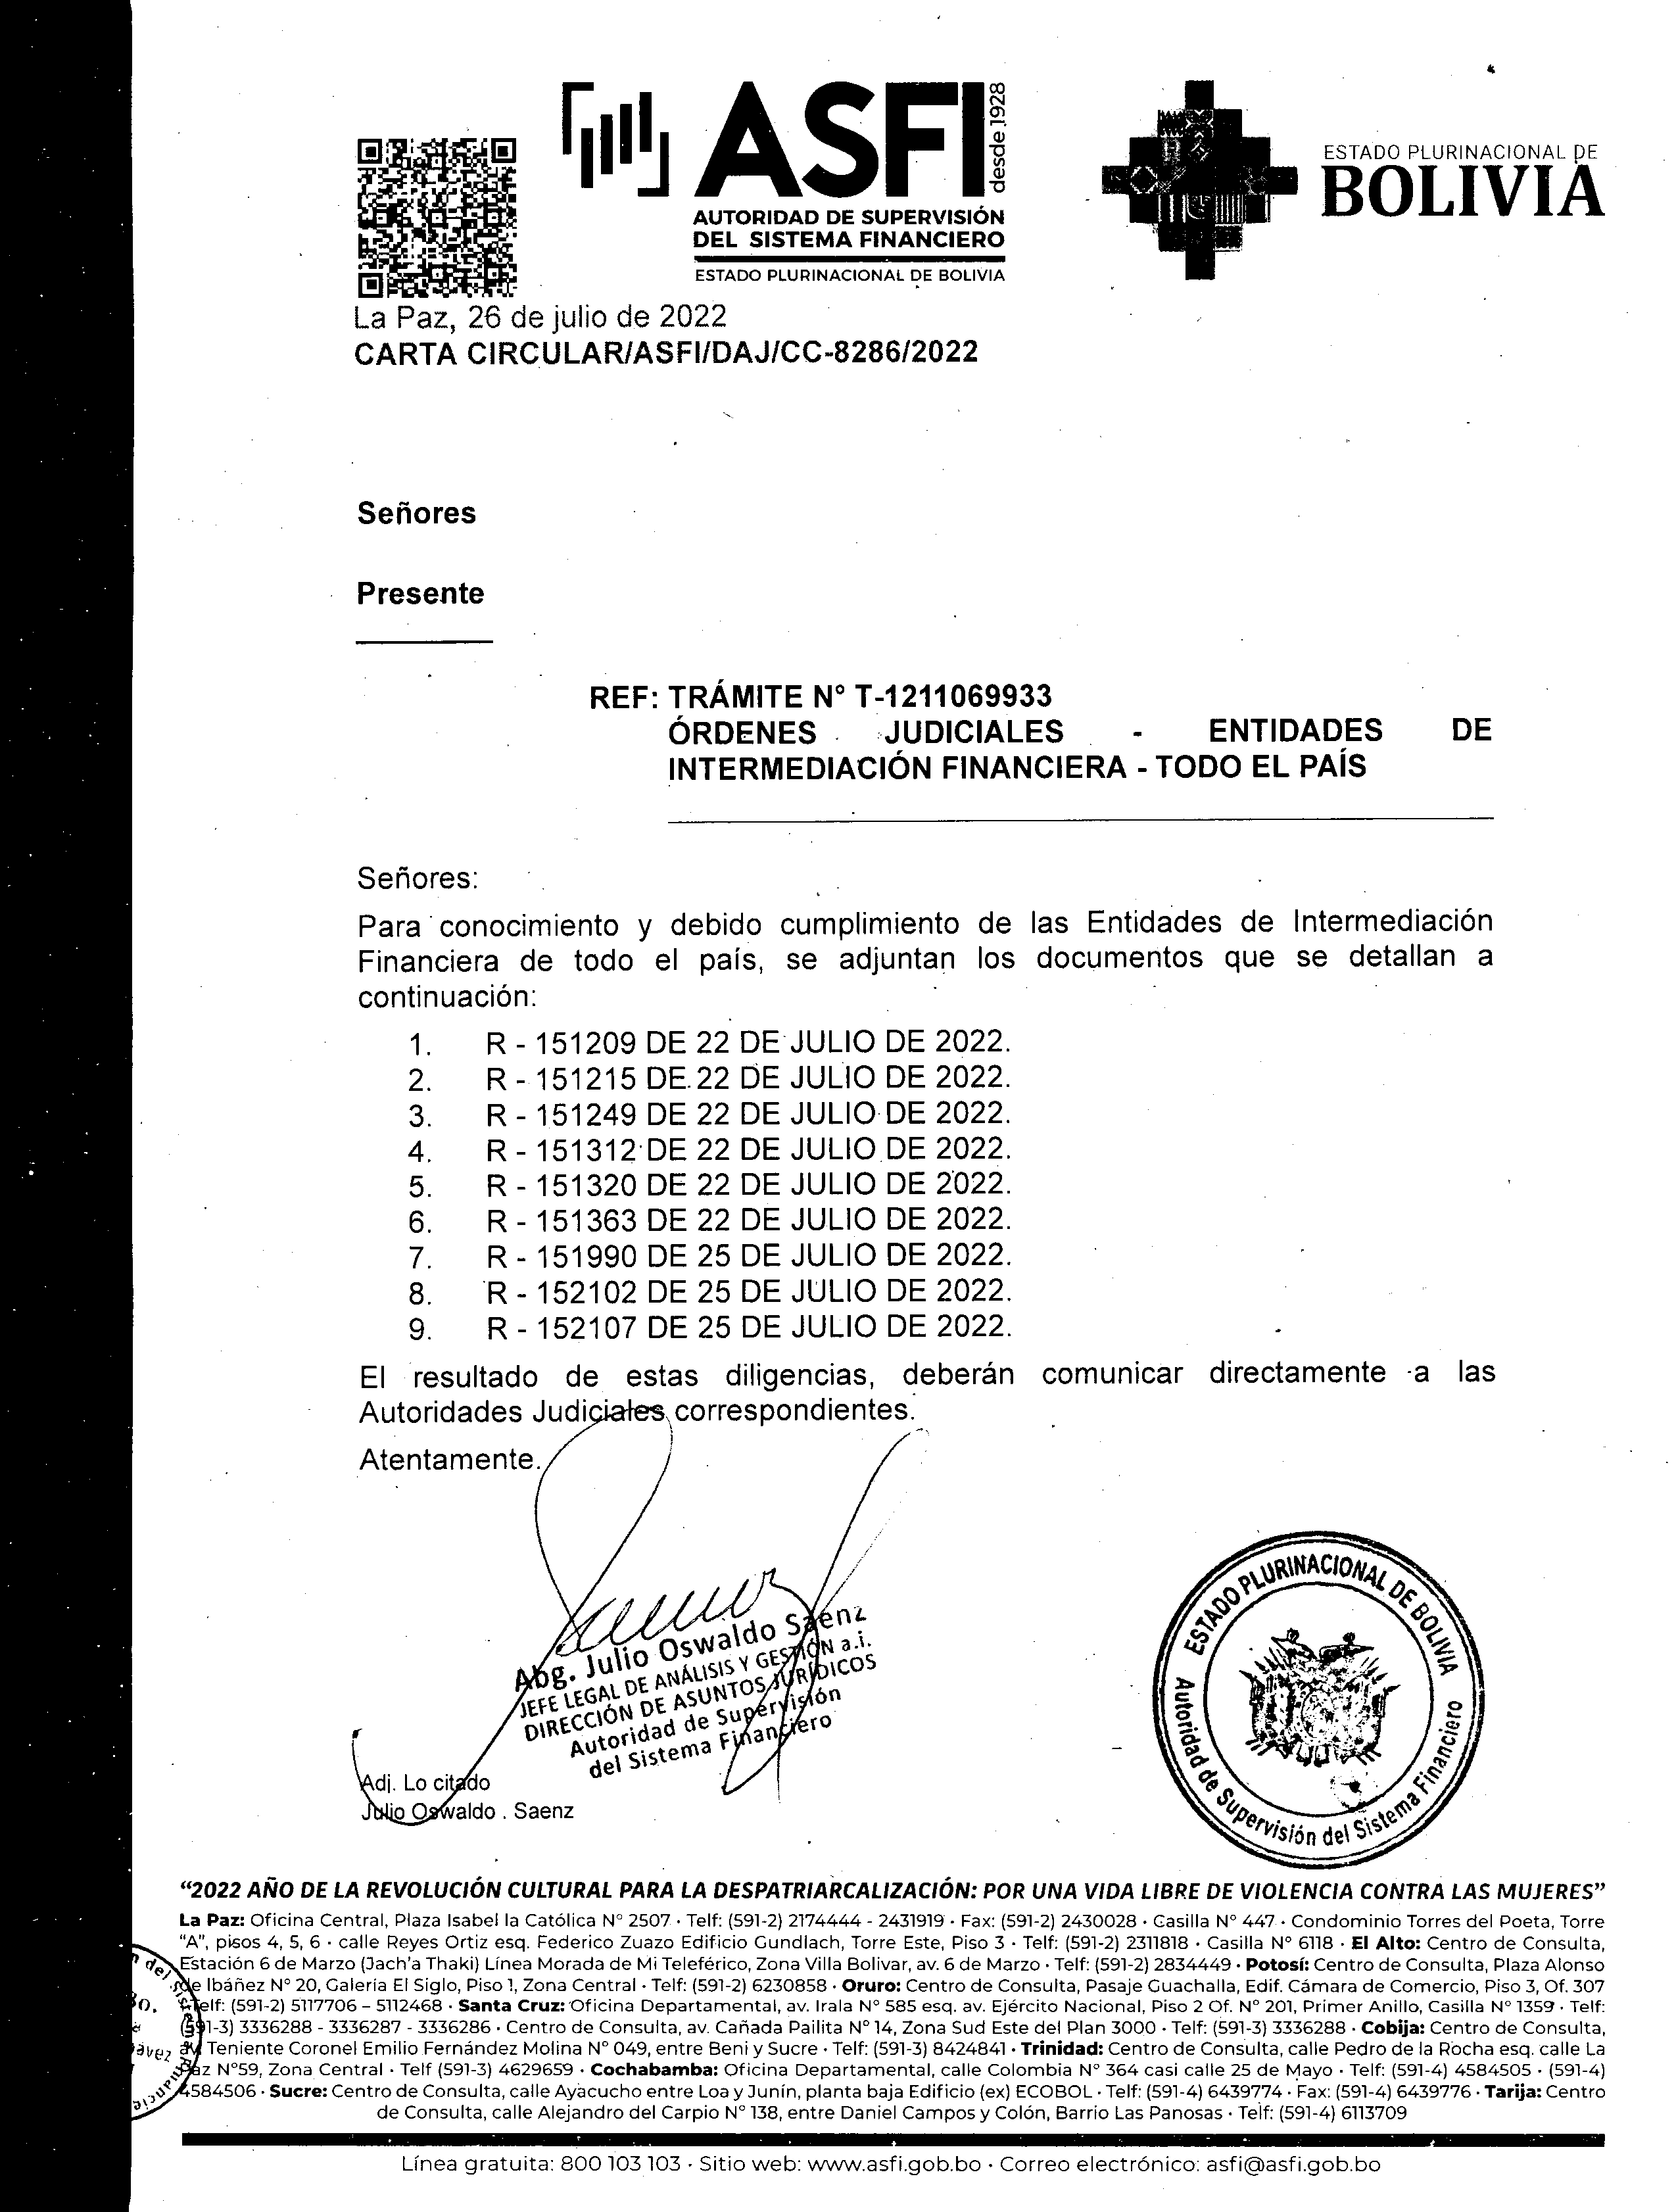 ASFI
desde 1928
AUTORIDAD DE SUPERVISIÓN
DEL SISTEMA FINANCIERO
ESTADO PLURINACIONAL DE BOLIVIA
ESTADO PLURINACIONAL DE
BOLIVIA
La Paz, 26 de julio de 2022
CARTA CIRCULAR/ASFI/DAJ/CC-8286/2022
Señores
Presente
REF: TRÁMITE N° T-1211069933
ÓRDENES JUDICIALES - ENTIDADES DE
INTERMEDIACIÓN FINANCIERA - TODO EL PAÍS
Señores:
Para conocimiento y debido cumplimiento de las Entidades de Intermediación
Financiera de todo el país, se adjuntan los documentos que se detallan a
continuación:
1. R - 151209 DE 22 DE JULIO DE 2022.
2. R - 151215 DE 22 DE JULIO DE 2022.
3. R - 151249 DE 22 DE JULIO DE 2022.
4. R - 151312 DE 22 DE JULIO DE 2022.
5. R - 151320 DE 22 DE JULIO DE 2022.
6. R - 151363 DE 22 DE JULIO DE 2022.
7. R - 151990 DE 25 DE JULIO DE 2022.
8. R - 152102 DE 25 DE JULIO DE 2022.
9. R - 152107 DE 25 DE JULIO DE 2022.
El resultado de estas diligencias, deberán comunicar directamente a las
Autoridades Judiciales correspondientes.
Atentamente.
Abg. Julio Oswaldo Saenz
JEFE LEGAL DE ANÁLISIS Y GESTIÓN a.i.
DIRECCIÓN DE ASUNTOS JURÍDICOS
Autoridad de Supervisión
del Sistema Financiero
ESTADO PLURINACIONAL DE BOLIVIA
Autoridad de Supervisión del Sistema Financiero
Adj. Lo citado
Julio Oswaldo . Saenz
“2022 AÑO DE LA REVOLUCIÓN CULTURAL PARA LA DESPATRIARCALIZACIÓN: POR UNA VIDA LIBRE DE VIOLENCIA CONTRA LAS MUJERES”
La Paz: Oficina Central, Plaza Isabel la Católica N° 2507 · Telf: (591-2) 2174444 - 2431919 · Fax: (591-2) 2430028 · Casilla N° 447 · Condominio Torres del Poeta, Torre
“A”, pisos 4, 5, 6 · calle Reyes Ortiz esq. Federico Zuazo Edificio Gundlach, Torre Este, Piso 3 · Telf: (591-2) 2311818 · Casilla N° 6118 · El Alto: Centro de Consulta,
Estación 6 de Marzo (Jach'a Thaki) Línea Morada de Mi Teleférico, Zona Villa Bolivar, av. 6 de Marzo · Telf: (591-2) 2834449 · Potosí: Centro de Consulta, Plaza Alonso
de Ibáñez N° 20, Galería El Siglo, Piso 1, Zona Central · Telf: (591-2) 6230858 · Oruro: Centro de Consulta, Pasaje Guachalla, Edif. Cámara de Comercio, Piso 3, Of. 307
Telf: (591-2) 5117706 – 5112468 · Santa Cruz: Oficina Departamental, av. Irala N° 585 esq. av. Ejército Nacional, Piso 2 Of. N° 201, Primer Anillo, Casilla N° 1359 · Telf:
(591-3) 3336288 - 3336287 - 3336286 · Centro de Consulta, av. Cañada Pailita N° 14, Zona Sud Este del Plan 3000 · Telf: (591-3) 3336288 · Cobija: Centro de Consulta,
av. Teniente Coronel Emilio Fernández Molina N° 049, entre Beni y Sucre · Telf: (591-3) 8424841 · Trinidad: Centro de Consulta, calle Pedro de la Rocha esq. calle La
Paz N°59, Zona Central · Telf (591-3) 4629659 · Cochabamba: Oficina Departamental, calle Colombia N° 364 casi calle 25 de Mayo · Telf: (591-4) 4584505 · (591-4)
4584506 · Sucre: Centro de Consulta, calle Ayacucho entre Loa y Junín, planta baja Edificio (ex) ECOBOL · Telf: (591-4) 6439774 · Fax: (591-4) 6439776 · Tarija: Centro
de Consulta, calle Alejandro del Carpio N° 138, entre Daniel Campos y Colón, Barrio Las Panosas · Telf: (591-4) 6113709
Línea gratuita: 800 103 103 · Sitio web: www.asfi.gob.bo · Correo electrónico: asfi@asfi.gob.bo